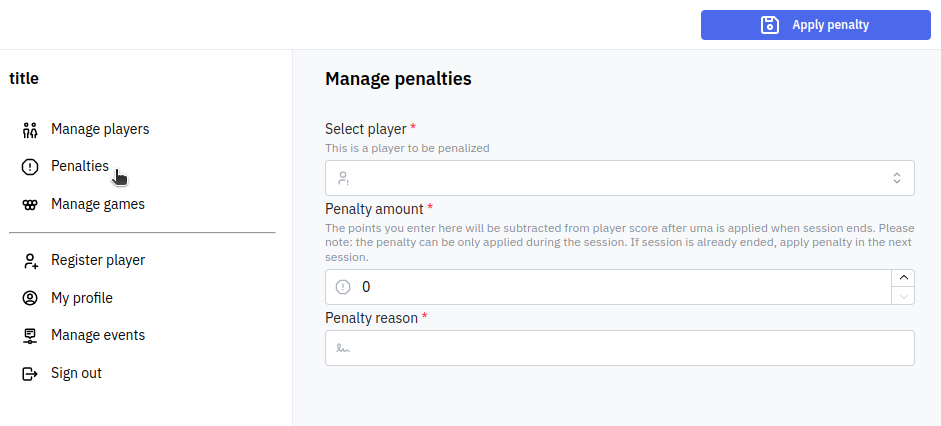 Apply penalty
title
Manage players
Penalties
Manage games
Register player
My profile
Manage events
Sign out
Manage penalties
Select player *
This is a player to be penalized
Penalty amount *
The points you enter here will be subtracted from player score after uma is applied when session ends. Please
note: the penalty can be only applied during the session. If session is already ended, apply penalty in the next
session.
0
Penalty reason *